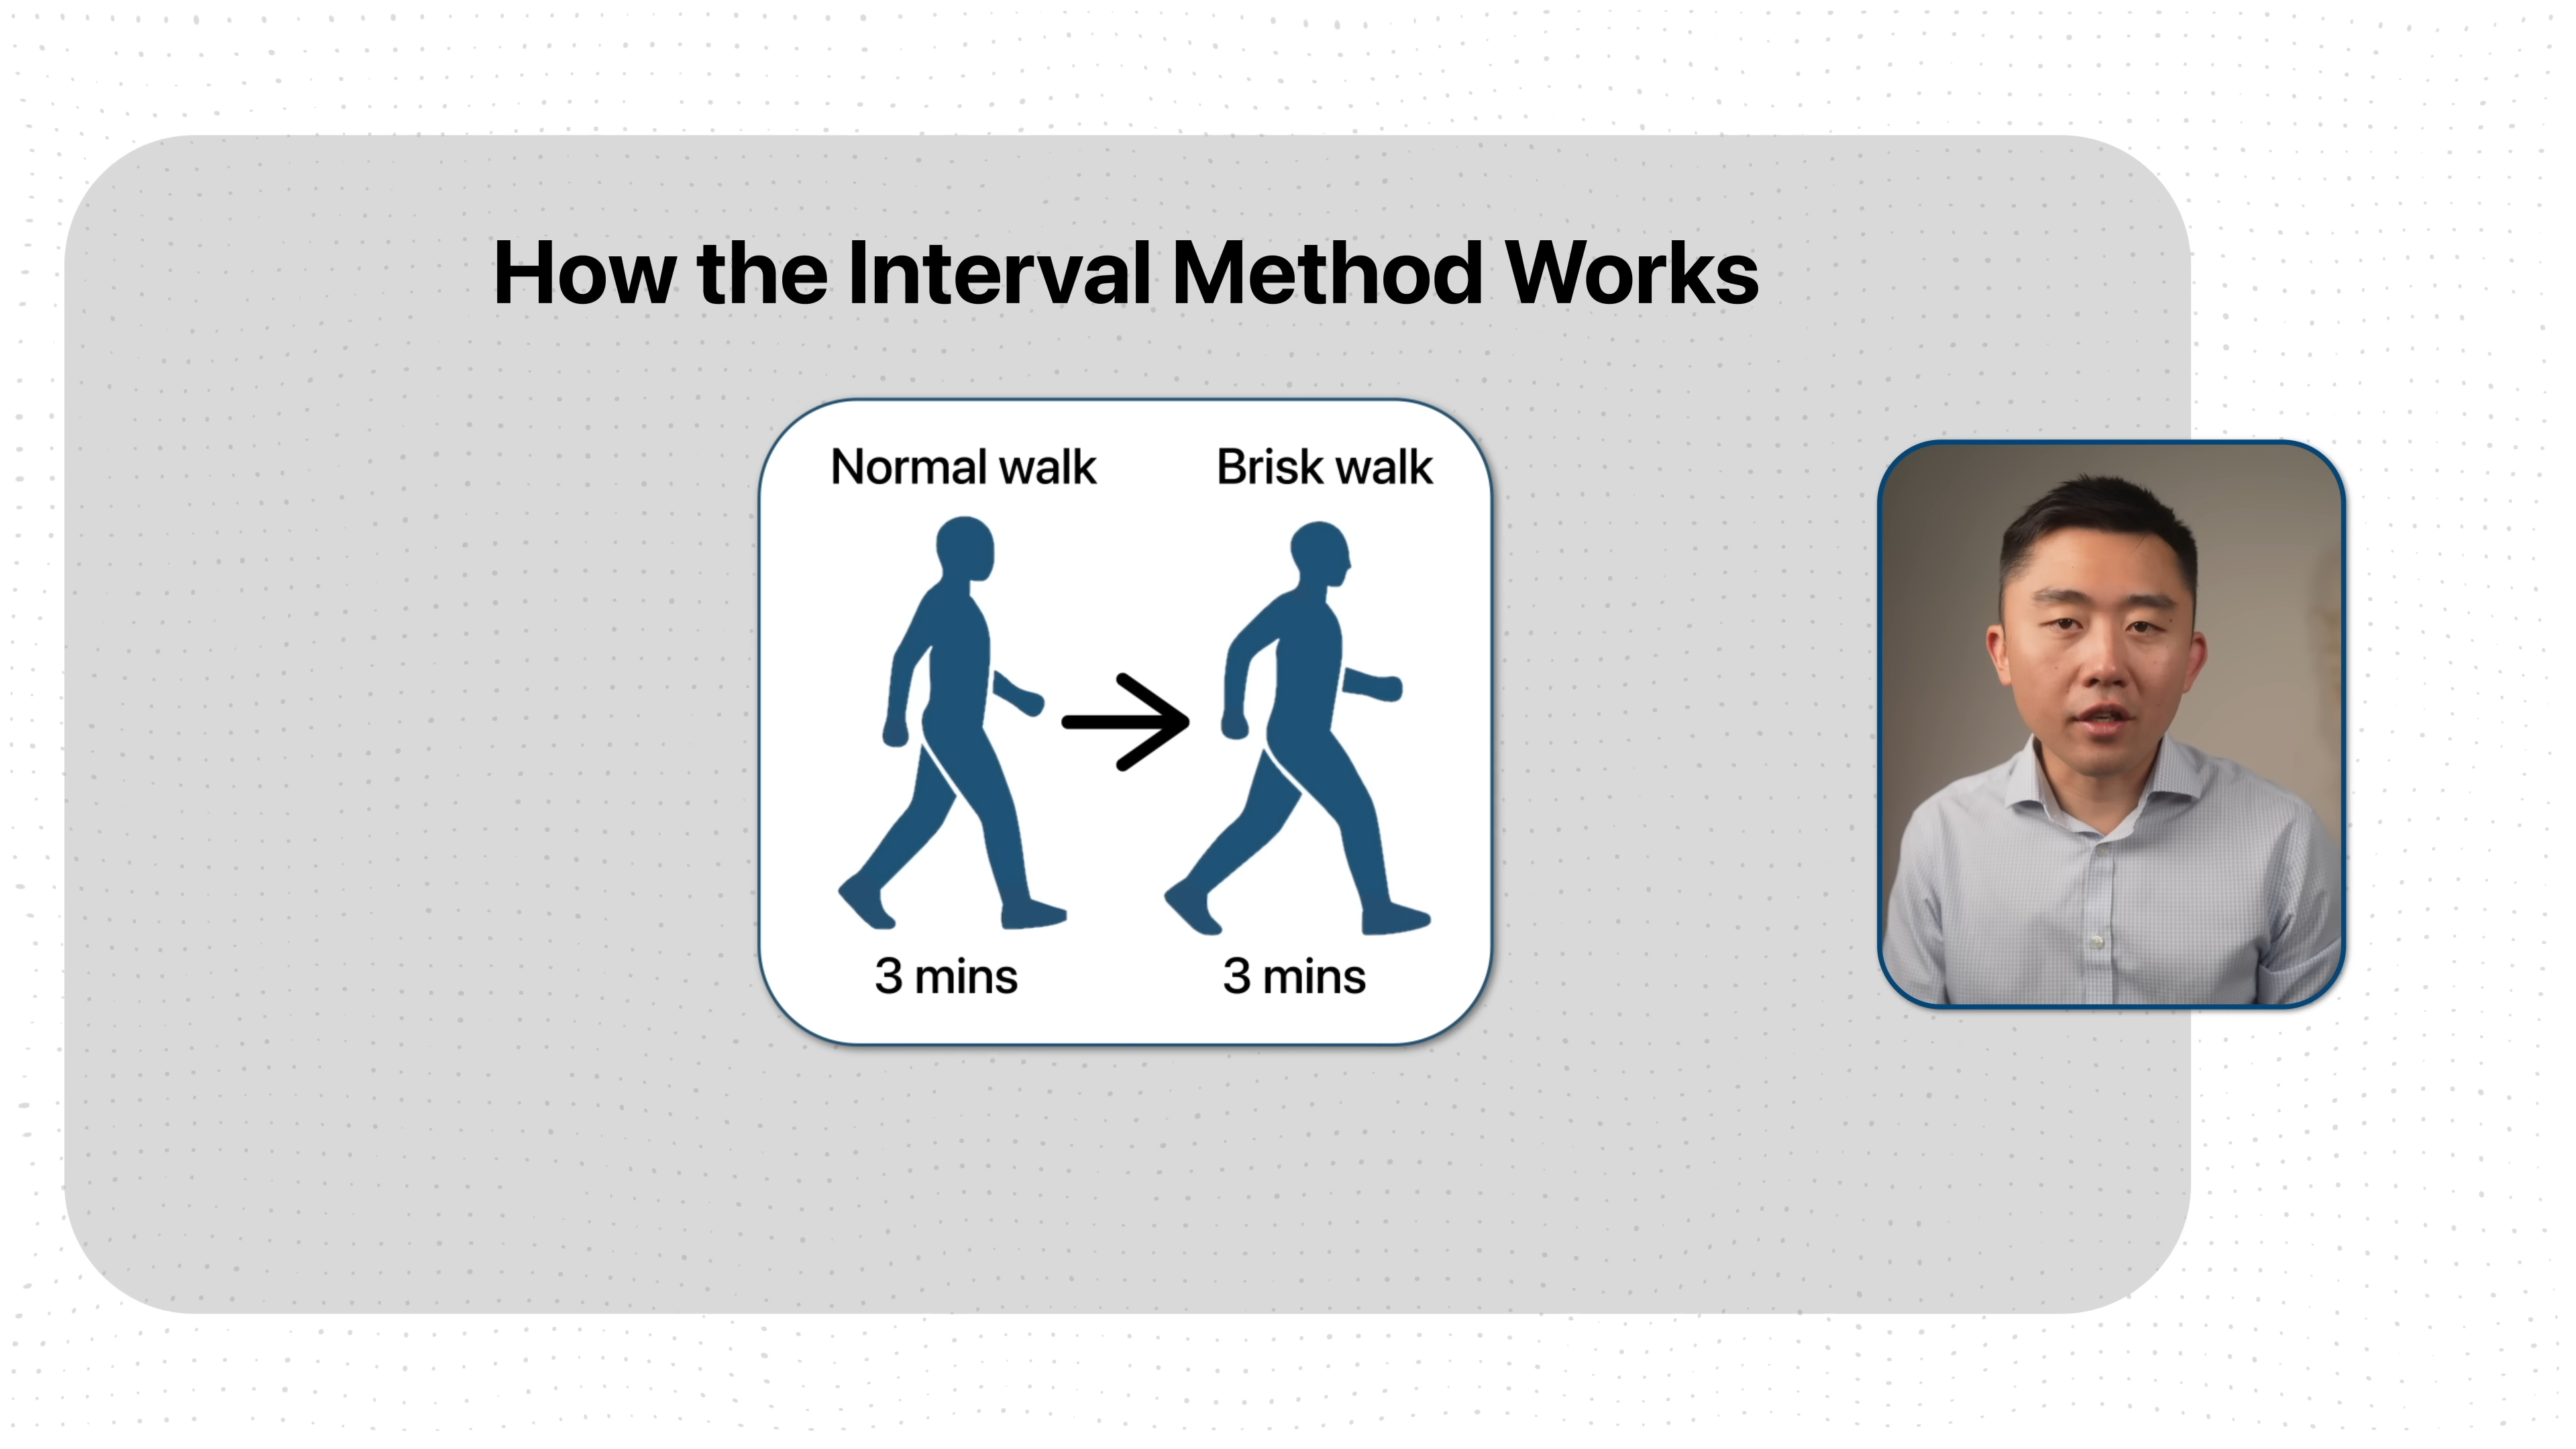 How the Interval Method Works
Normal walk
Brisk walk
3 mins
3 mins